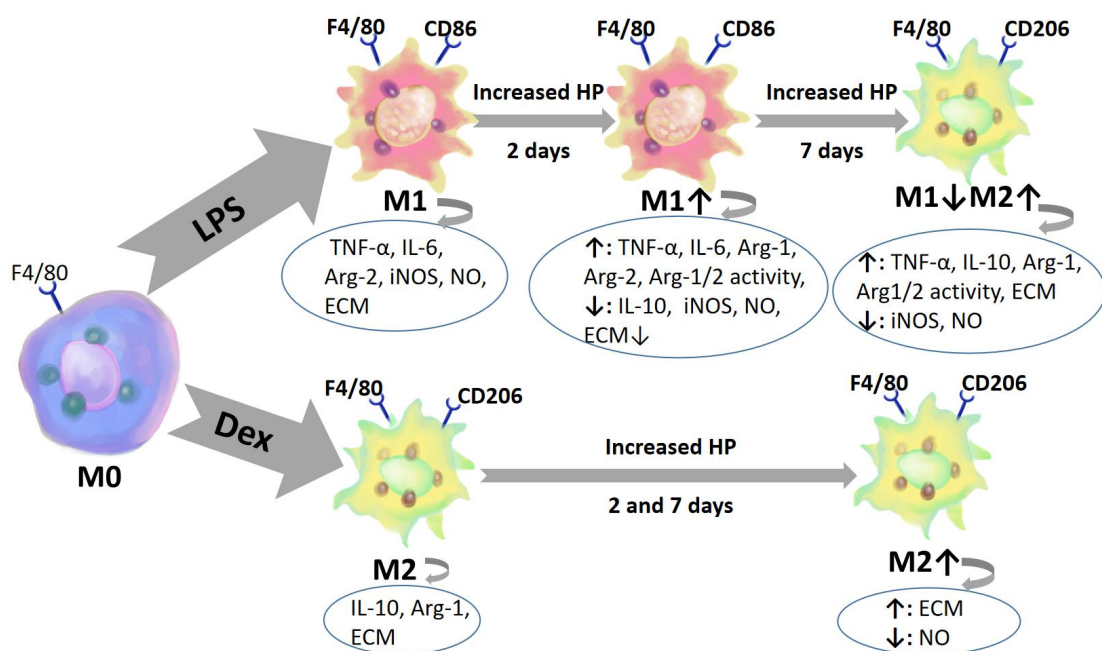 F4/80 CD86
F4/80 CD86
F4/80 CD206
Increased HP
2 days
Increased HP
7 days
LPS
M1
M1↑
M1↓M2↑
TNF-α, IL-6,
Arg-2, iNOS, NO,
ECM
↑: TNF-α, IL-6, Arg-1,
Arg-2, Arg-1/2 activity,
↓: IL-10, iNOS, NO,
ECM↓
↑: TNF-α, IL-10, Arg-1,
Arg1/2 activity, ECM
↓: iNOS, NO
F4/80
M0
Dex
F4/80 CD206
Increased HP
2 and 7 days
F4/80 CD206
M2
M2↑
IL-10, Arg-1,
ECM
↑: ECM
↓: NO